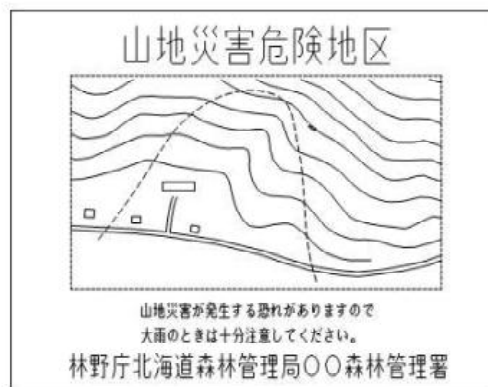 山地災害危険地区
山地災害が発生する恐れがありますので
大雨のときは十分注意してください。
林野庁北海道森林管理局〇〇森林管理署